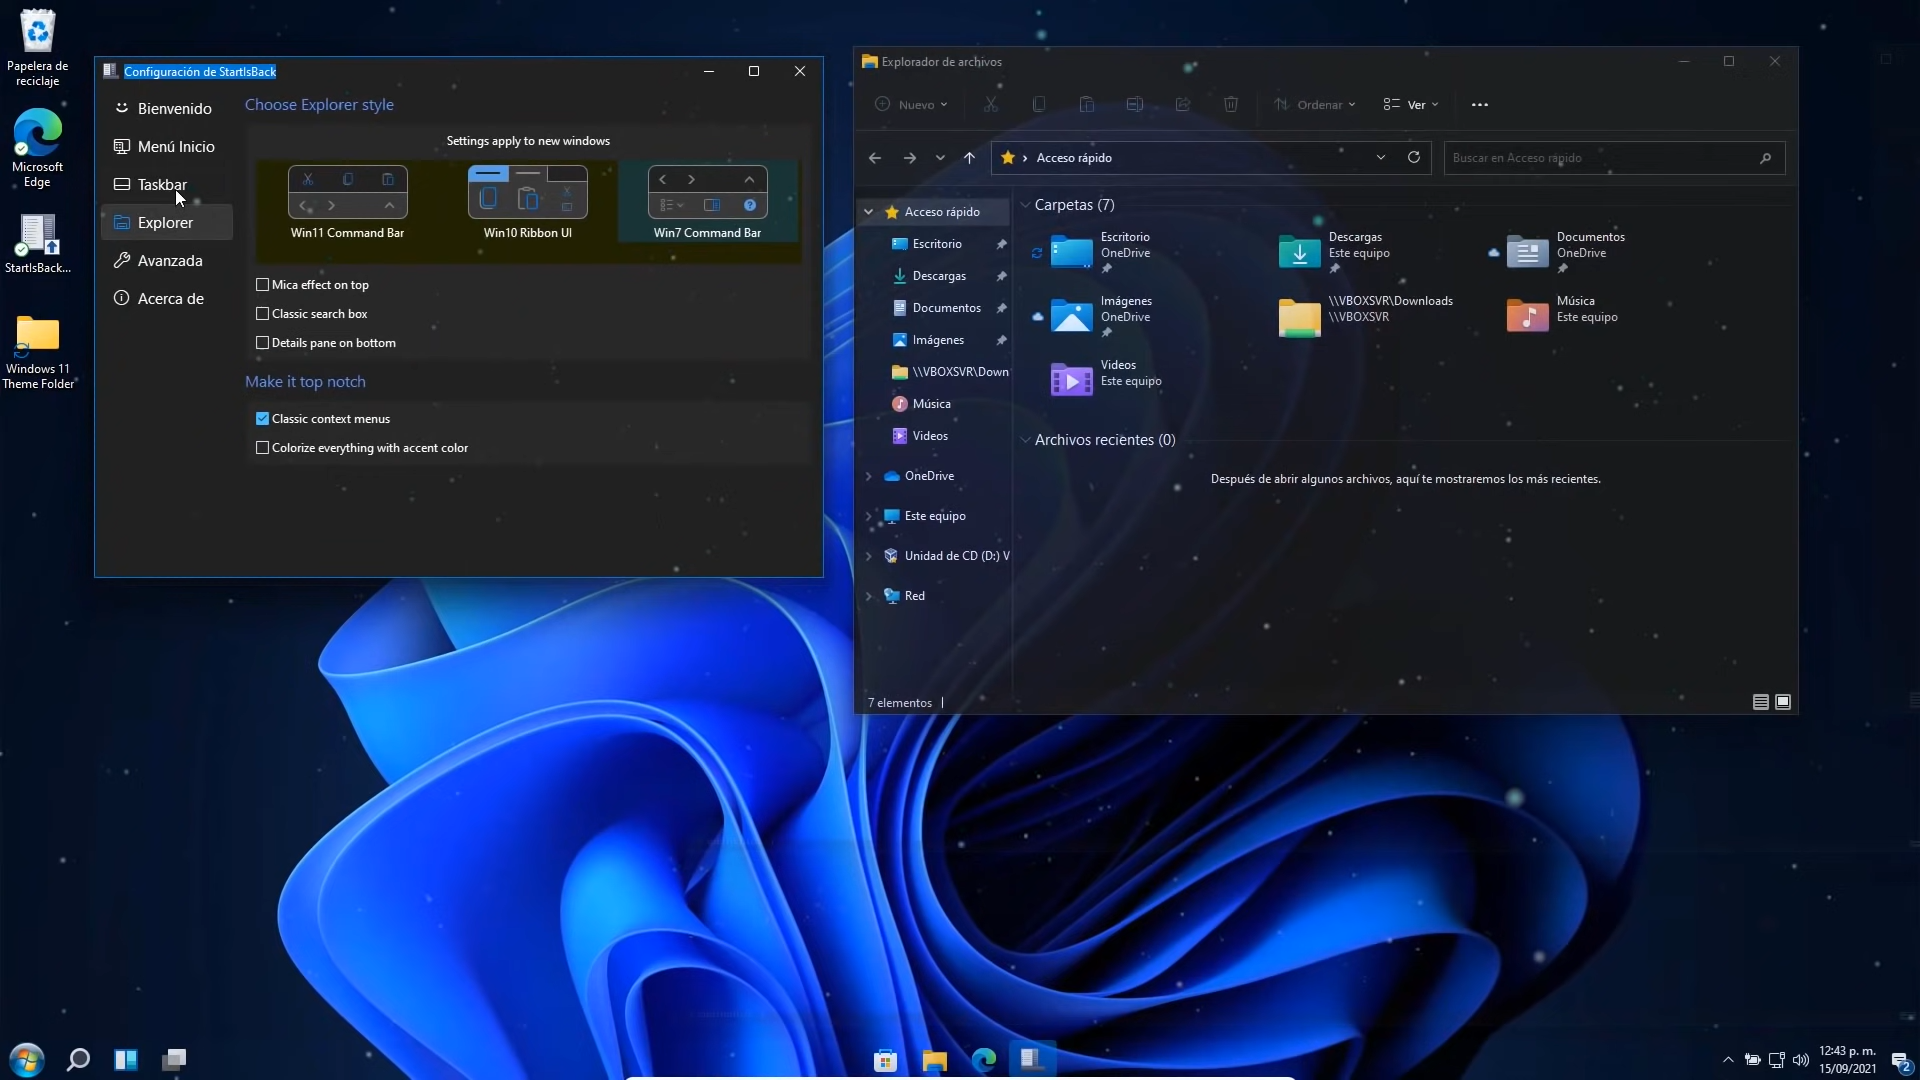 Papelera de
reciclaje
Microsoft
Edge
StartIsBack...
Windows 11
Theme Folder
Configuración de StartIsBack
Bienvenido
Menú Inicio
Taskbar
Explorer
Avanzada
Acerca de
Choose Explorer style
Settings apply to new windows
Win11 Command Bar
Win10 Ribbon UI
Win7 Command Bar
Mica effect on top
Classic search box
Details pane on bottom
Make it top notch
Classic context menus
Colorize everything with accent color
Explorador de archivos
Nuevo
Ordenar
Ver
Acceso rápido
Buscar en Acceso rápido
Acceso rápido
Escritorio
Descargas
Documentos
Imágenes
\\VBOXSVR\Down
Música
Videos
OneDrive
Este equipo
Unidad de CD (D:) V
Red
Carpetas (7)
Escritorio
OneDrive
Descargas
Este equipo
Documentos
OneDrive
Imágenes
OneDrive
\\VBOXSVR\Downloads
\\VBOXSVR
Música
Este equipo
Videos
Este equipo
Archivos recientes (0)
Después de abrir algunos archivos, aquí te mostraremos los más recientes.
7 elementos
12:43 p. m.
15/09/2021
2